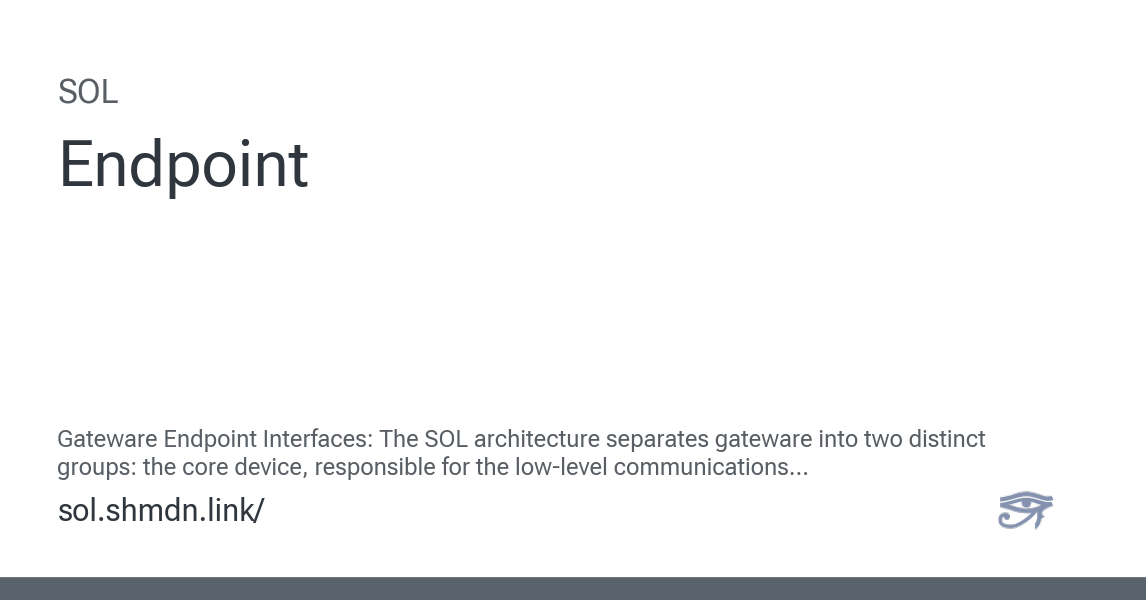 SOL
Endpoint
Gateware Endpoint Interfaces: The SOL architecture separates gateware into two distinct
groups: the core device, responsible for the low-level communications...
sol.shmdn.link/